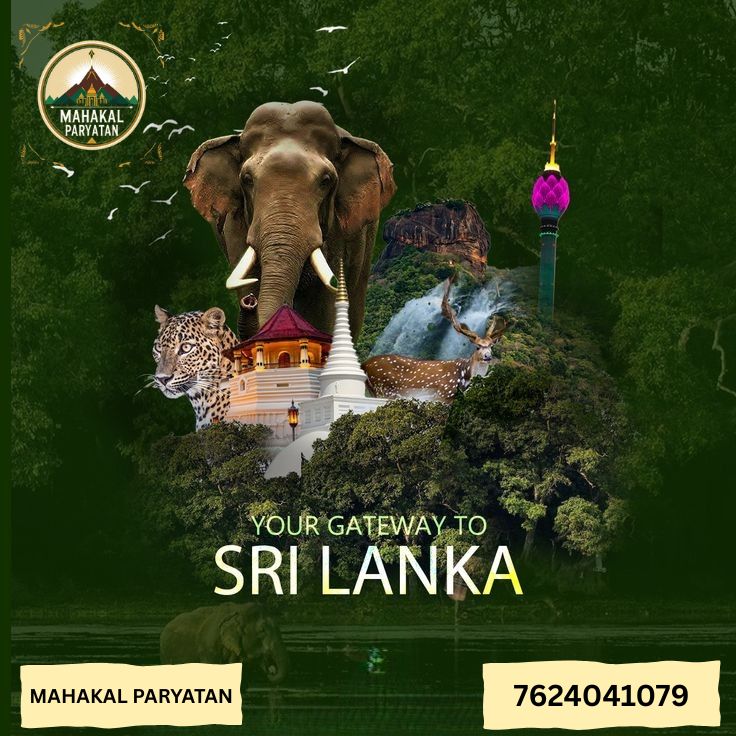 MAHAKAL
PARYATAN
YOUR GATEWAY TO
SRI LANKA
MAHAKAL PARYATAN
7624041079